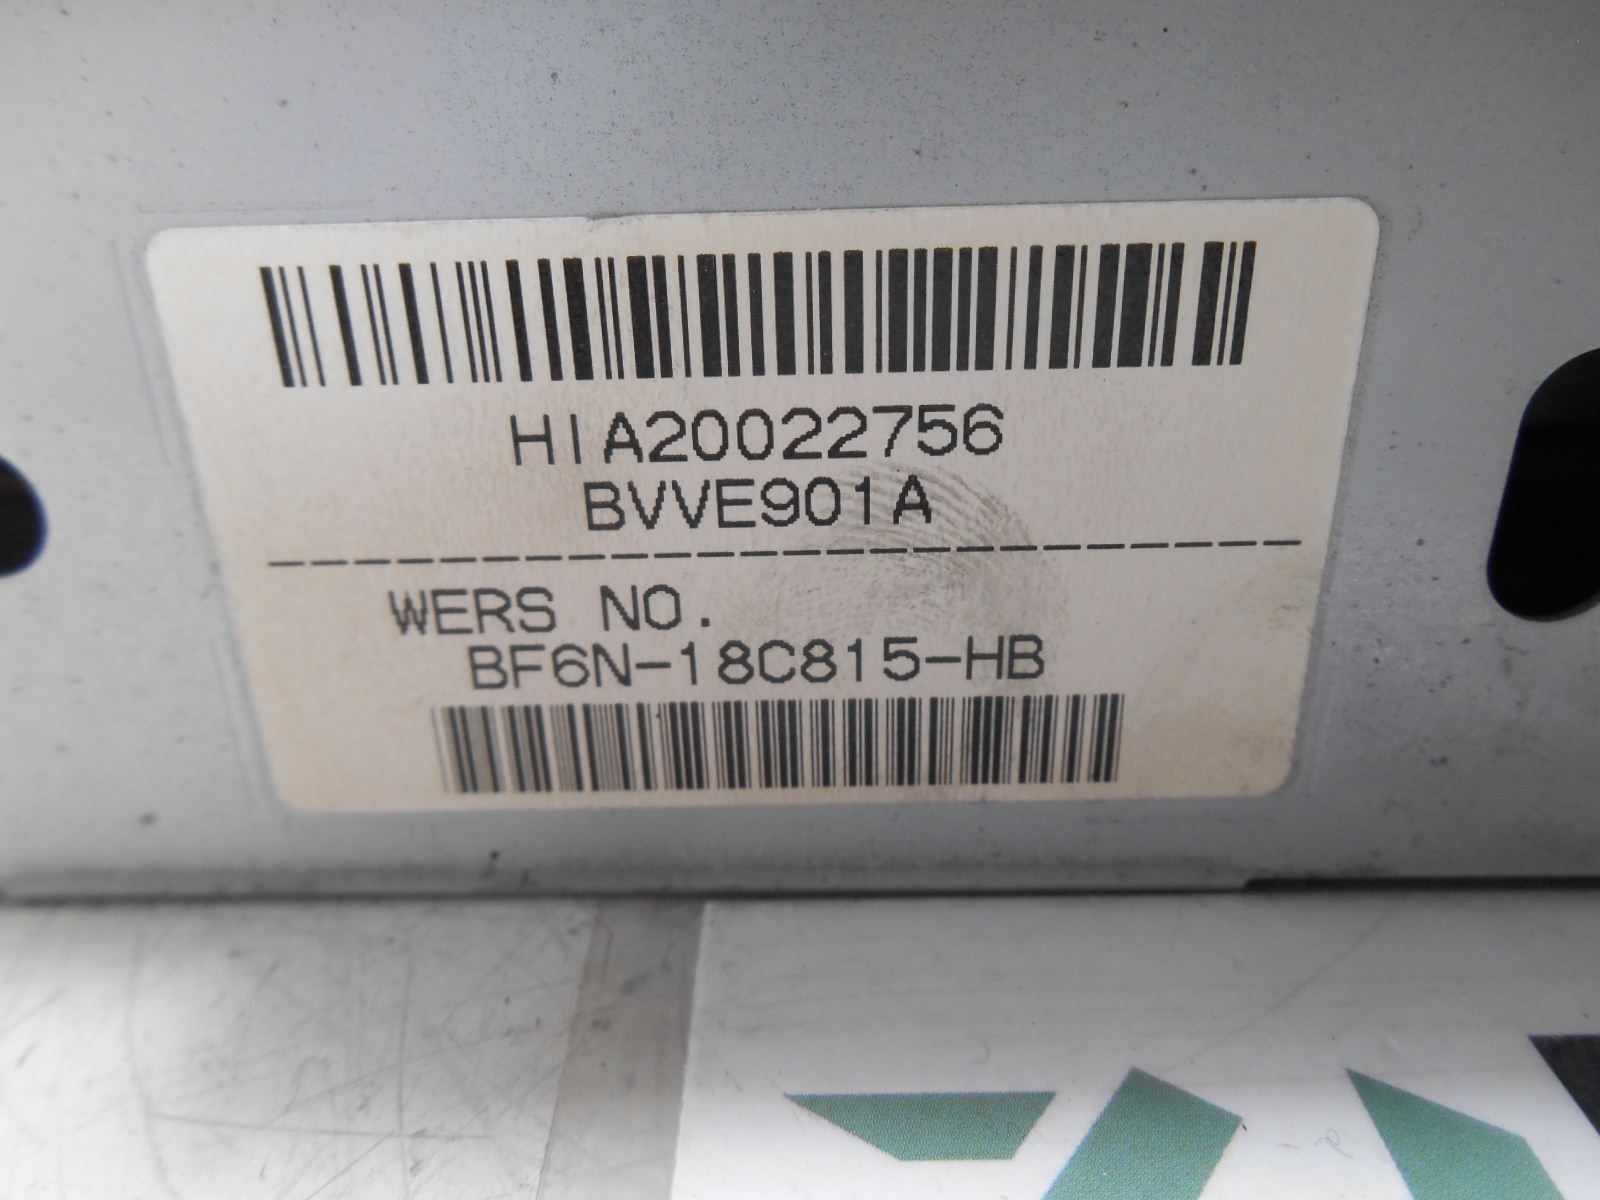 HIA20022756
BVVE901A
WERS NO.
BF6N-18C815-HB